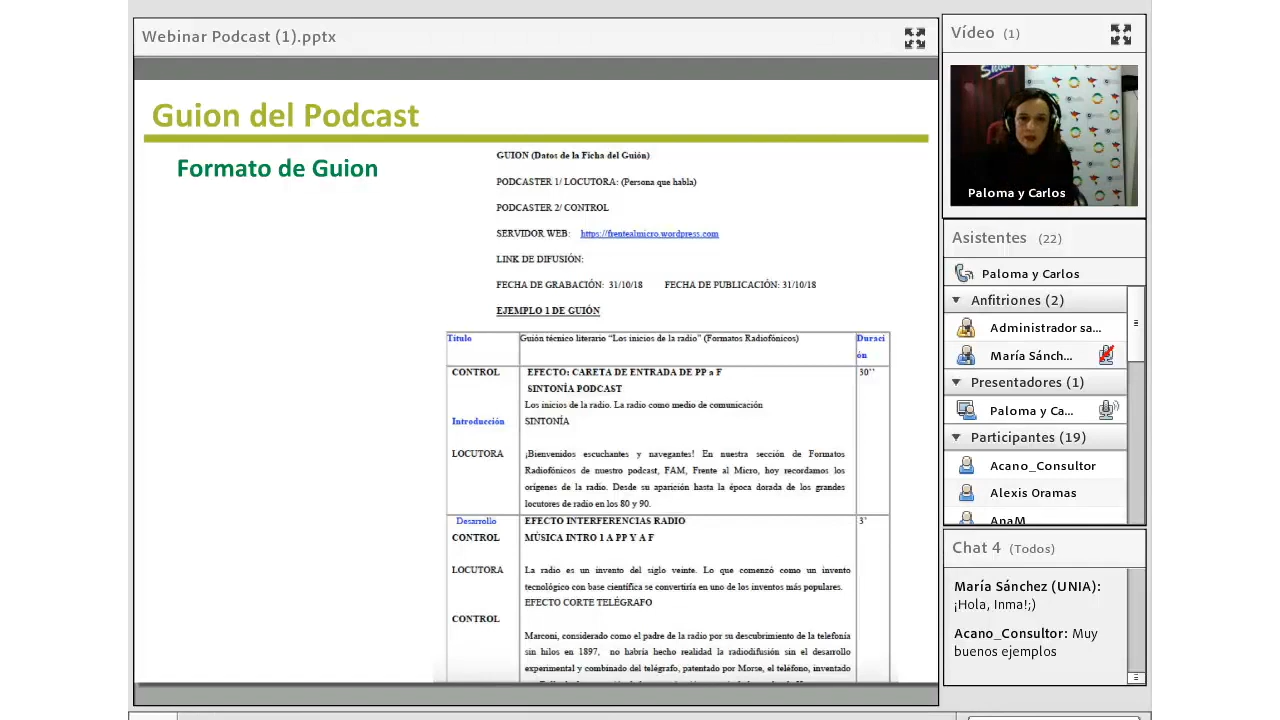 Webinar Podcast (1).pptx
Guion del Podcast
Formato de Guion
GUION (Datos de la Ficha del Guión)
PODCASTER 1/ LOCUTORA: (Persona que habla)
PODCASTER 2/ CONTROL
SERVIDOR WEB: https://frentealmicro.wordpress.com
LINK DE DIFUSIÓN:
FECHA DE GRABACIÓN: 31/10/18 FECHA DE PUBLICACIÓN: 31/10/18
EJEMPLO 1 DE GUIÓN
Título Guión técnico literario “Los inicios de la radio” (Formatos Radiofónicos) Duraci
ón
CONTROL EFECTO: CARETA DE ENTRADA DE PP a F 30’’
SINTONÍA PODCAST
Los inicios de la radio. La radio como medio de comunicación
Introducción SINTONÍA
LOCUTORA ¡Bienvenidos escuchantes y navegantes! En nuestra sección de Formatos
Radiofónicos de nuestro podcast, FAM, Frente al Micro, hoy recordamos los
orígenes de la radio. Desde su aparición hasta la época dorada de los grandes
locutores de radio en los 80 y 90.
Desarrollo EFECTO INTERFERENCIAS RADIO 3’
CONTROL MÚSICA INTRO 1 A PP Y A F
LOCUTORA La radio es un invento del siglo veinte. Lo que comenzó como un invento
tecnológico con base científica se convertiría en uno de los inventos más populares.
EFECTO CORTE TELÉGRAFO
CONTROL
Marconi, considerado como el padre de la radio por su descubrimiento de la telefonía
sin hilos en 1897, no habría hecho realidad la radiodifusión sin el desarrollo
experimental y combinado del telégrafo, patentado por Morse, el teléfono, inventado
Vídeo (1)
Paloma y Carlos
Asistentes (22)
Paloma y Carlos
Anfitriones (2)
Administrador sa...
María Sánch...
Presentadores (1)
Paloma y Ca...
Participantes (19)
Acano_Consultor
Alexis Oramas
AnaM
Chat 4 (Todos)
María Sánchez (UNIA):
¡Hola, Inma!;)
Acano_Consultor: Muy
buenos ejemplos